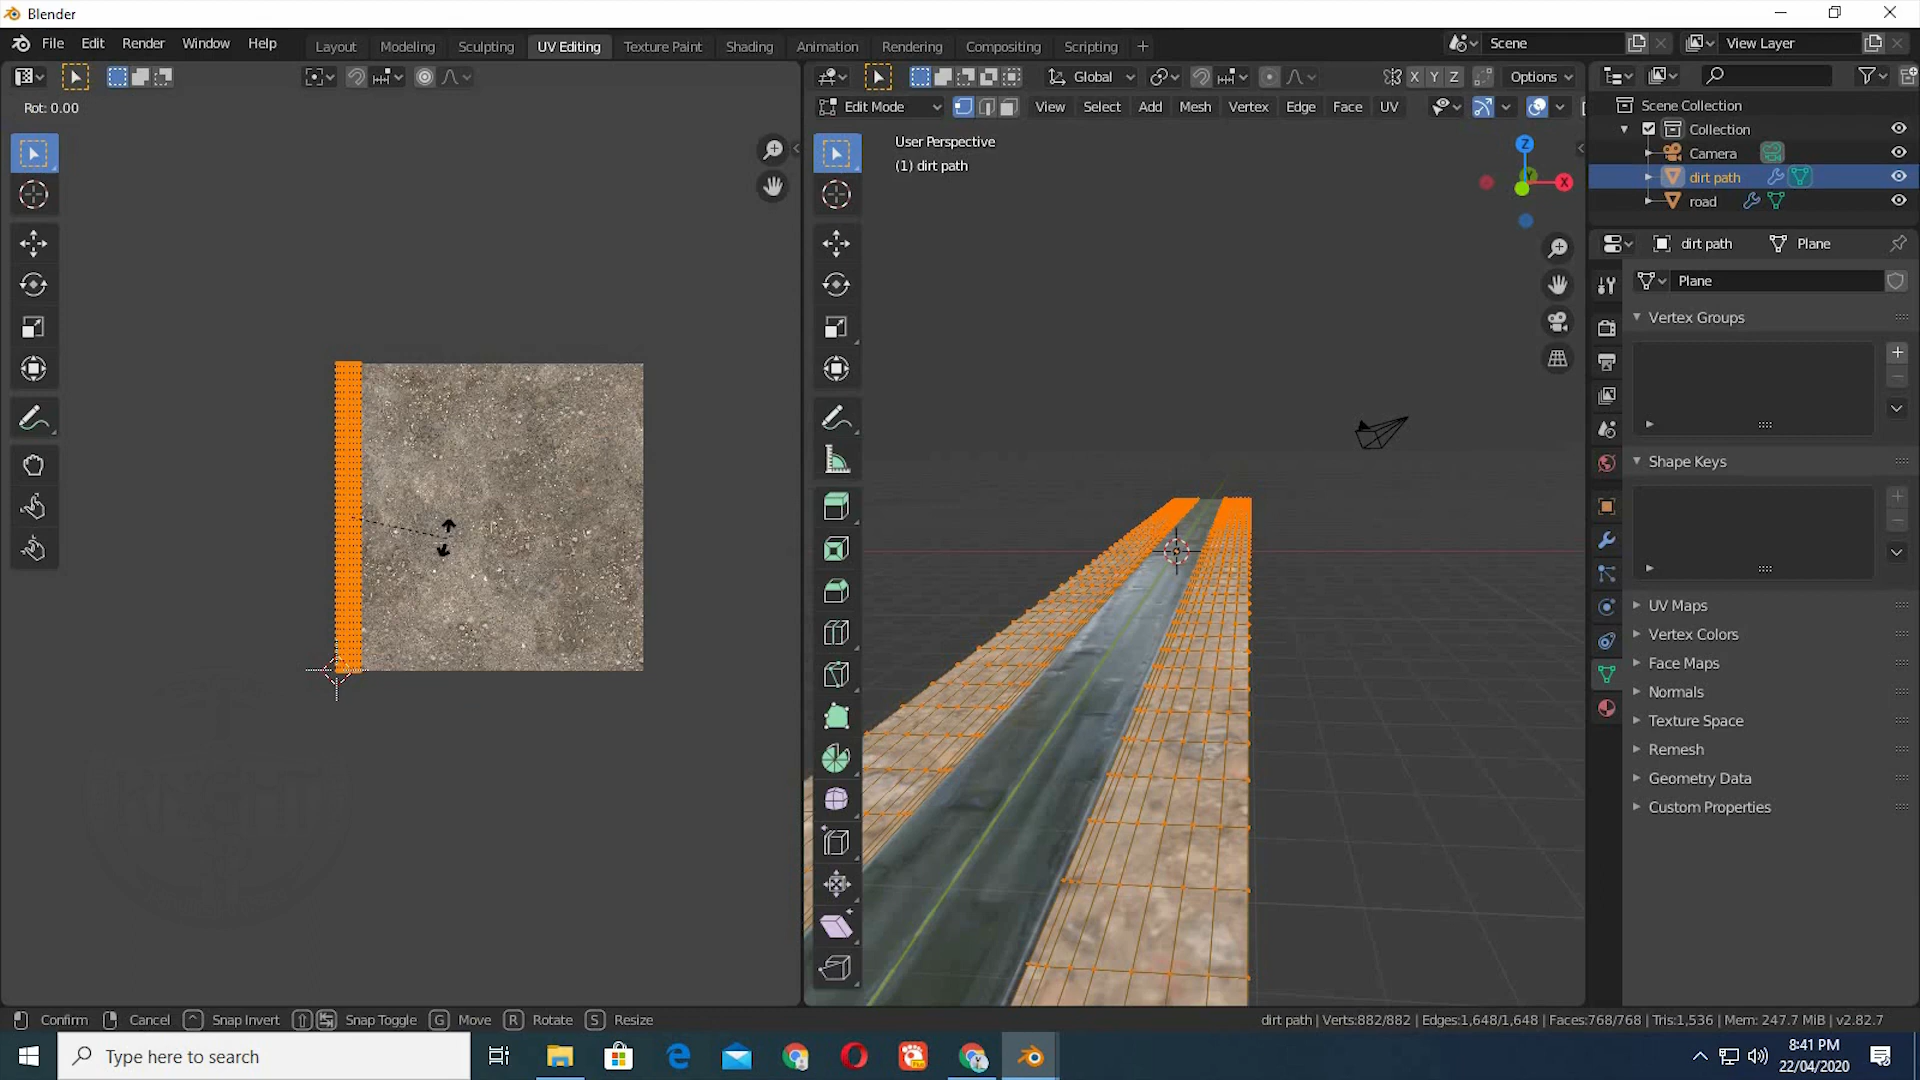 Blender
File Edit Render Window Help
Layout Modeling Sculpting UV Editing Texture Paint Shading Animation Rendering Compositing Scripting
Scene
View Layer
Global
X Y Z
Options
Rot: 0.00
Edit Mode
View Select Add Mesh Vertex Edge Face UV
User Perspective
(1) dirt path
Z
X
Scene Collection
Collection
Camera
dirt path
road
dirt path
Plane
Plane
Vertex Groups
Shape Keys
UV Maps
Vertex Colors
Face Maps
Normals
Texture Space
Remesh
Geometry Data
Custom Properties
Confirm Cancel Snap Invert Snap Toggle G Move R Rotate S Resize
dirt path | Verts:882/882 | Edges:1,648/1,648 | Faces:768/768 | Tris:1,536 | Mem: 247.7 MiB | v2.82.7
Type here to search
8:41 PM
22/04/2020